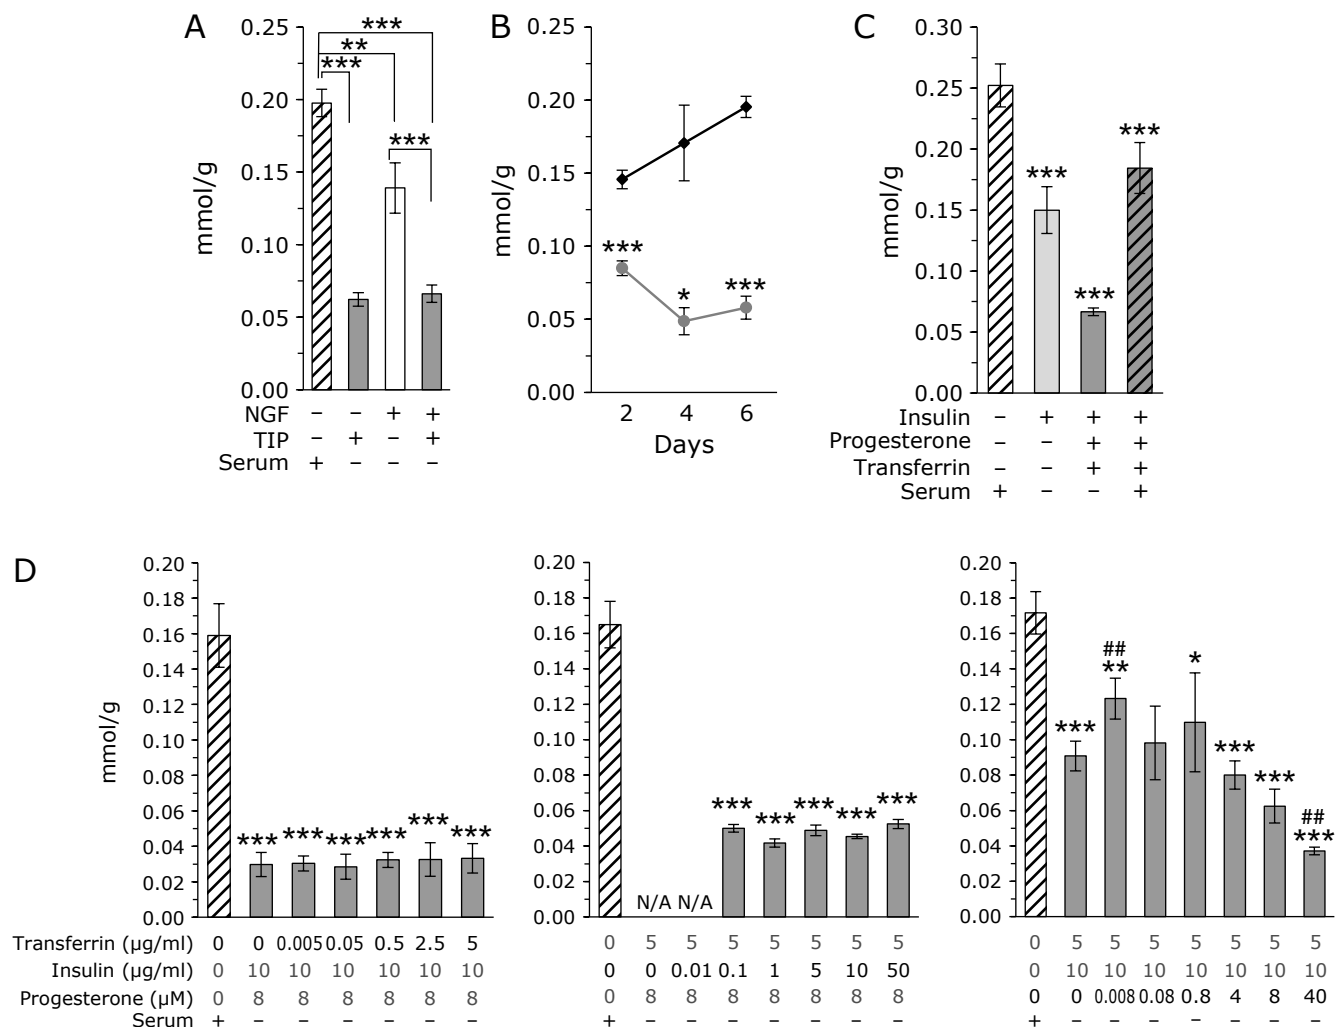 A
0.25
0.20
0.15
0.10
0.05
0.00
mmol/g
***
**
***
***
NGF – – + +
TIP – + – +
Serum + – – –
B
0.25
0.20
0.15
0.10
0.05
0.00
mmol/g
***
*
***
2 4 6
Days
C
0.30
0.25
0.20
0.15
0.10
0.05
0.00
mmol/g
***
***
***
Insulin – + + +
Progesterone – – + +
Transferrin – – + +
Serum + – – +
D
0.20
0.18
0.16
0.14
0.12
0.10
0.08
0.06
0.04
0.02
0.00
mmol/g
*** *** *** *** *** ***
Transferrin (µg/ml) 0 0 0.005 0.05 0.5 2.5 5
Insulin (µg/ml) 0 10 10 10 10 10 10
Progesterone (µM) 0 8 8 8 8 8 8
Serum + – – – – – –
0.20
0.18
0.16
0.14
0.12
0.10
0.08
0.06
0.04
0.02
0.00
N/A N/A *** *** *** *** ***
0 5 5 5 5 5 5 5
0 0 0.01 0.1 1 5 10 50
0 8 8 8 8 8 8 8
+ – – – – – – –
0.20
0.18
0.16
0.14
0.12
0.10
0.08
0.06
0.04
0.02
0.00
## ##
*** ** * *** *** ***
0 5 5 5 5 5 5 5
0 10 10 10 10 10 10 10
0 0 0.008 0.08 0.8 4 8 40
+ – – – – – – –